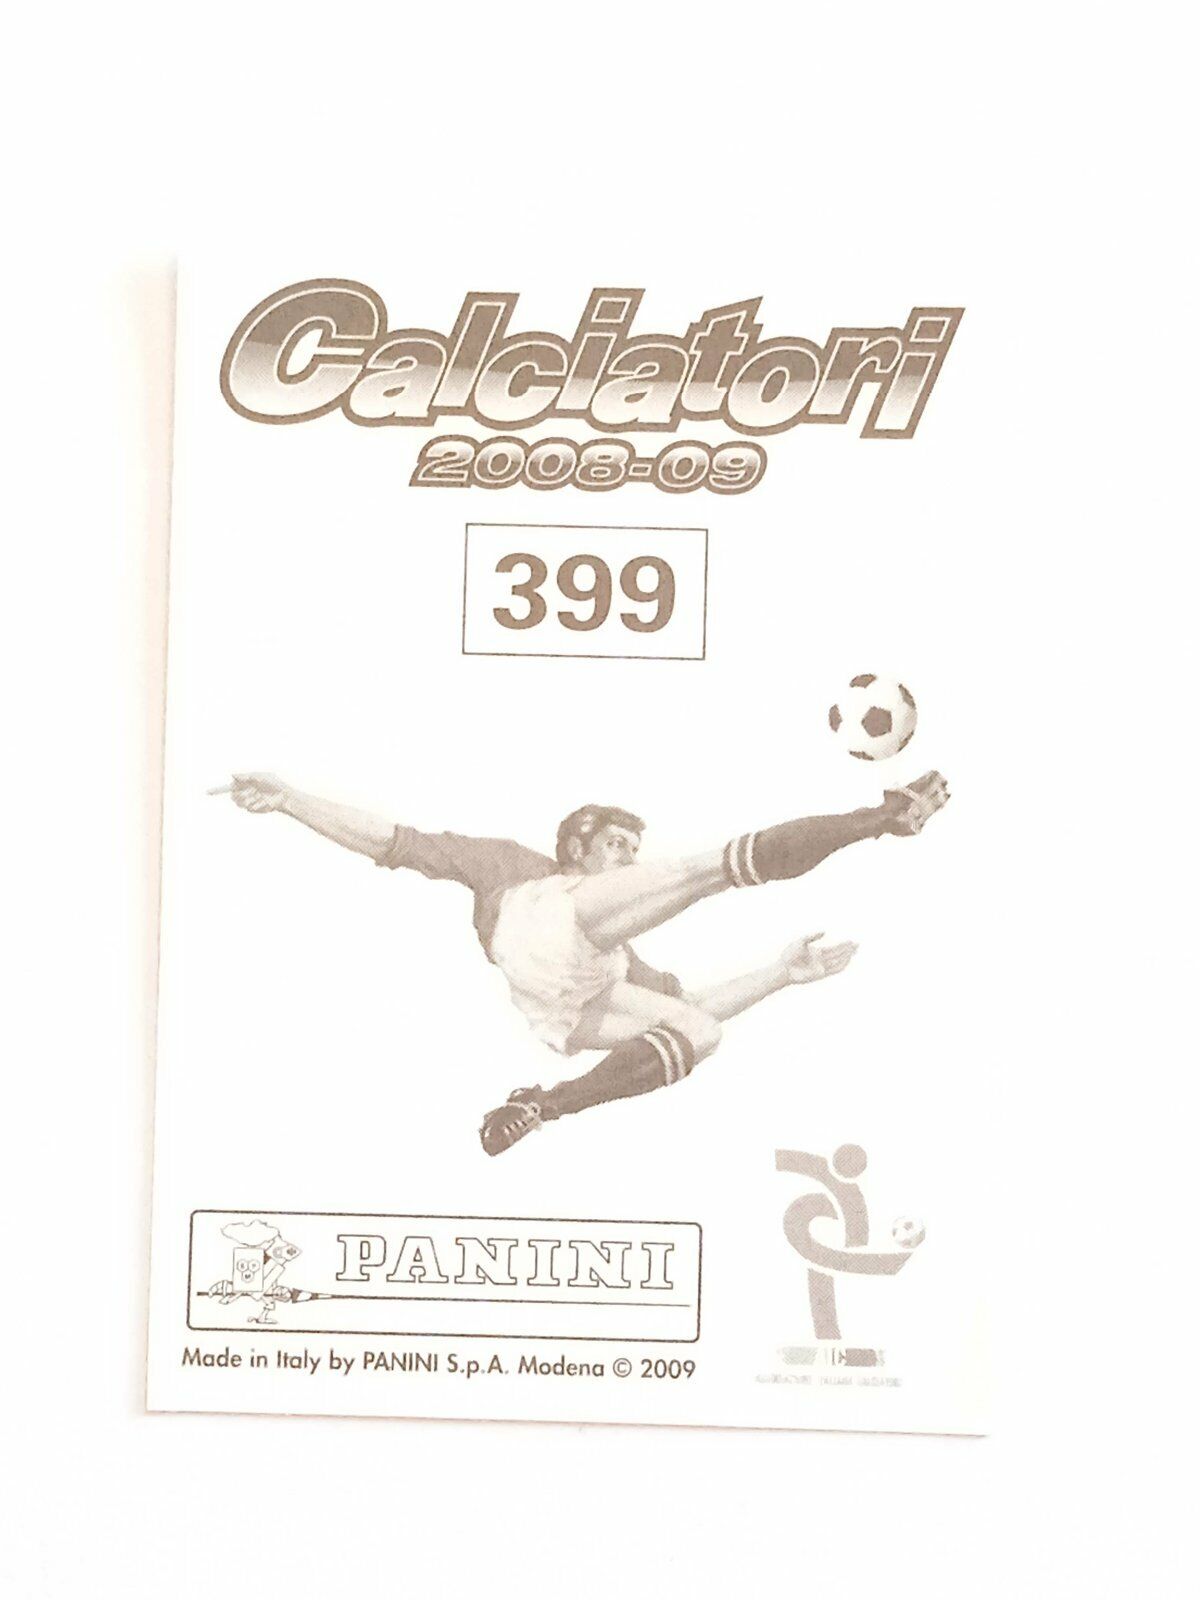 Calciatori
2008-09
399
PANINI
Made in Italy by PANINI S.p.A. Modena © 2009